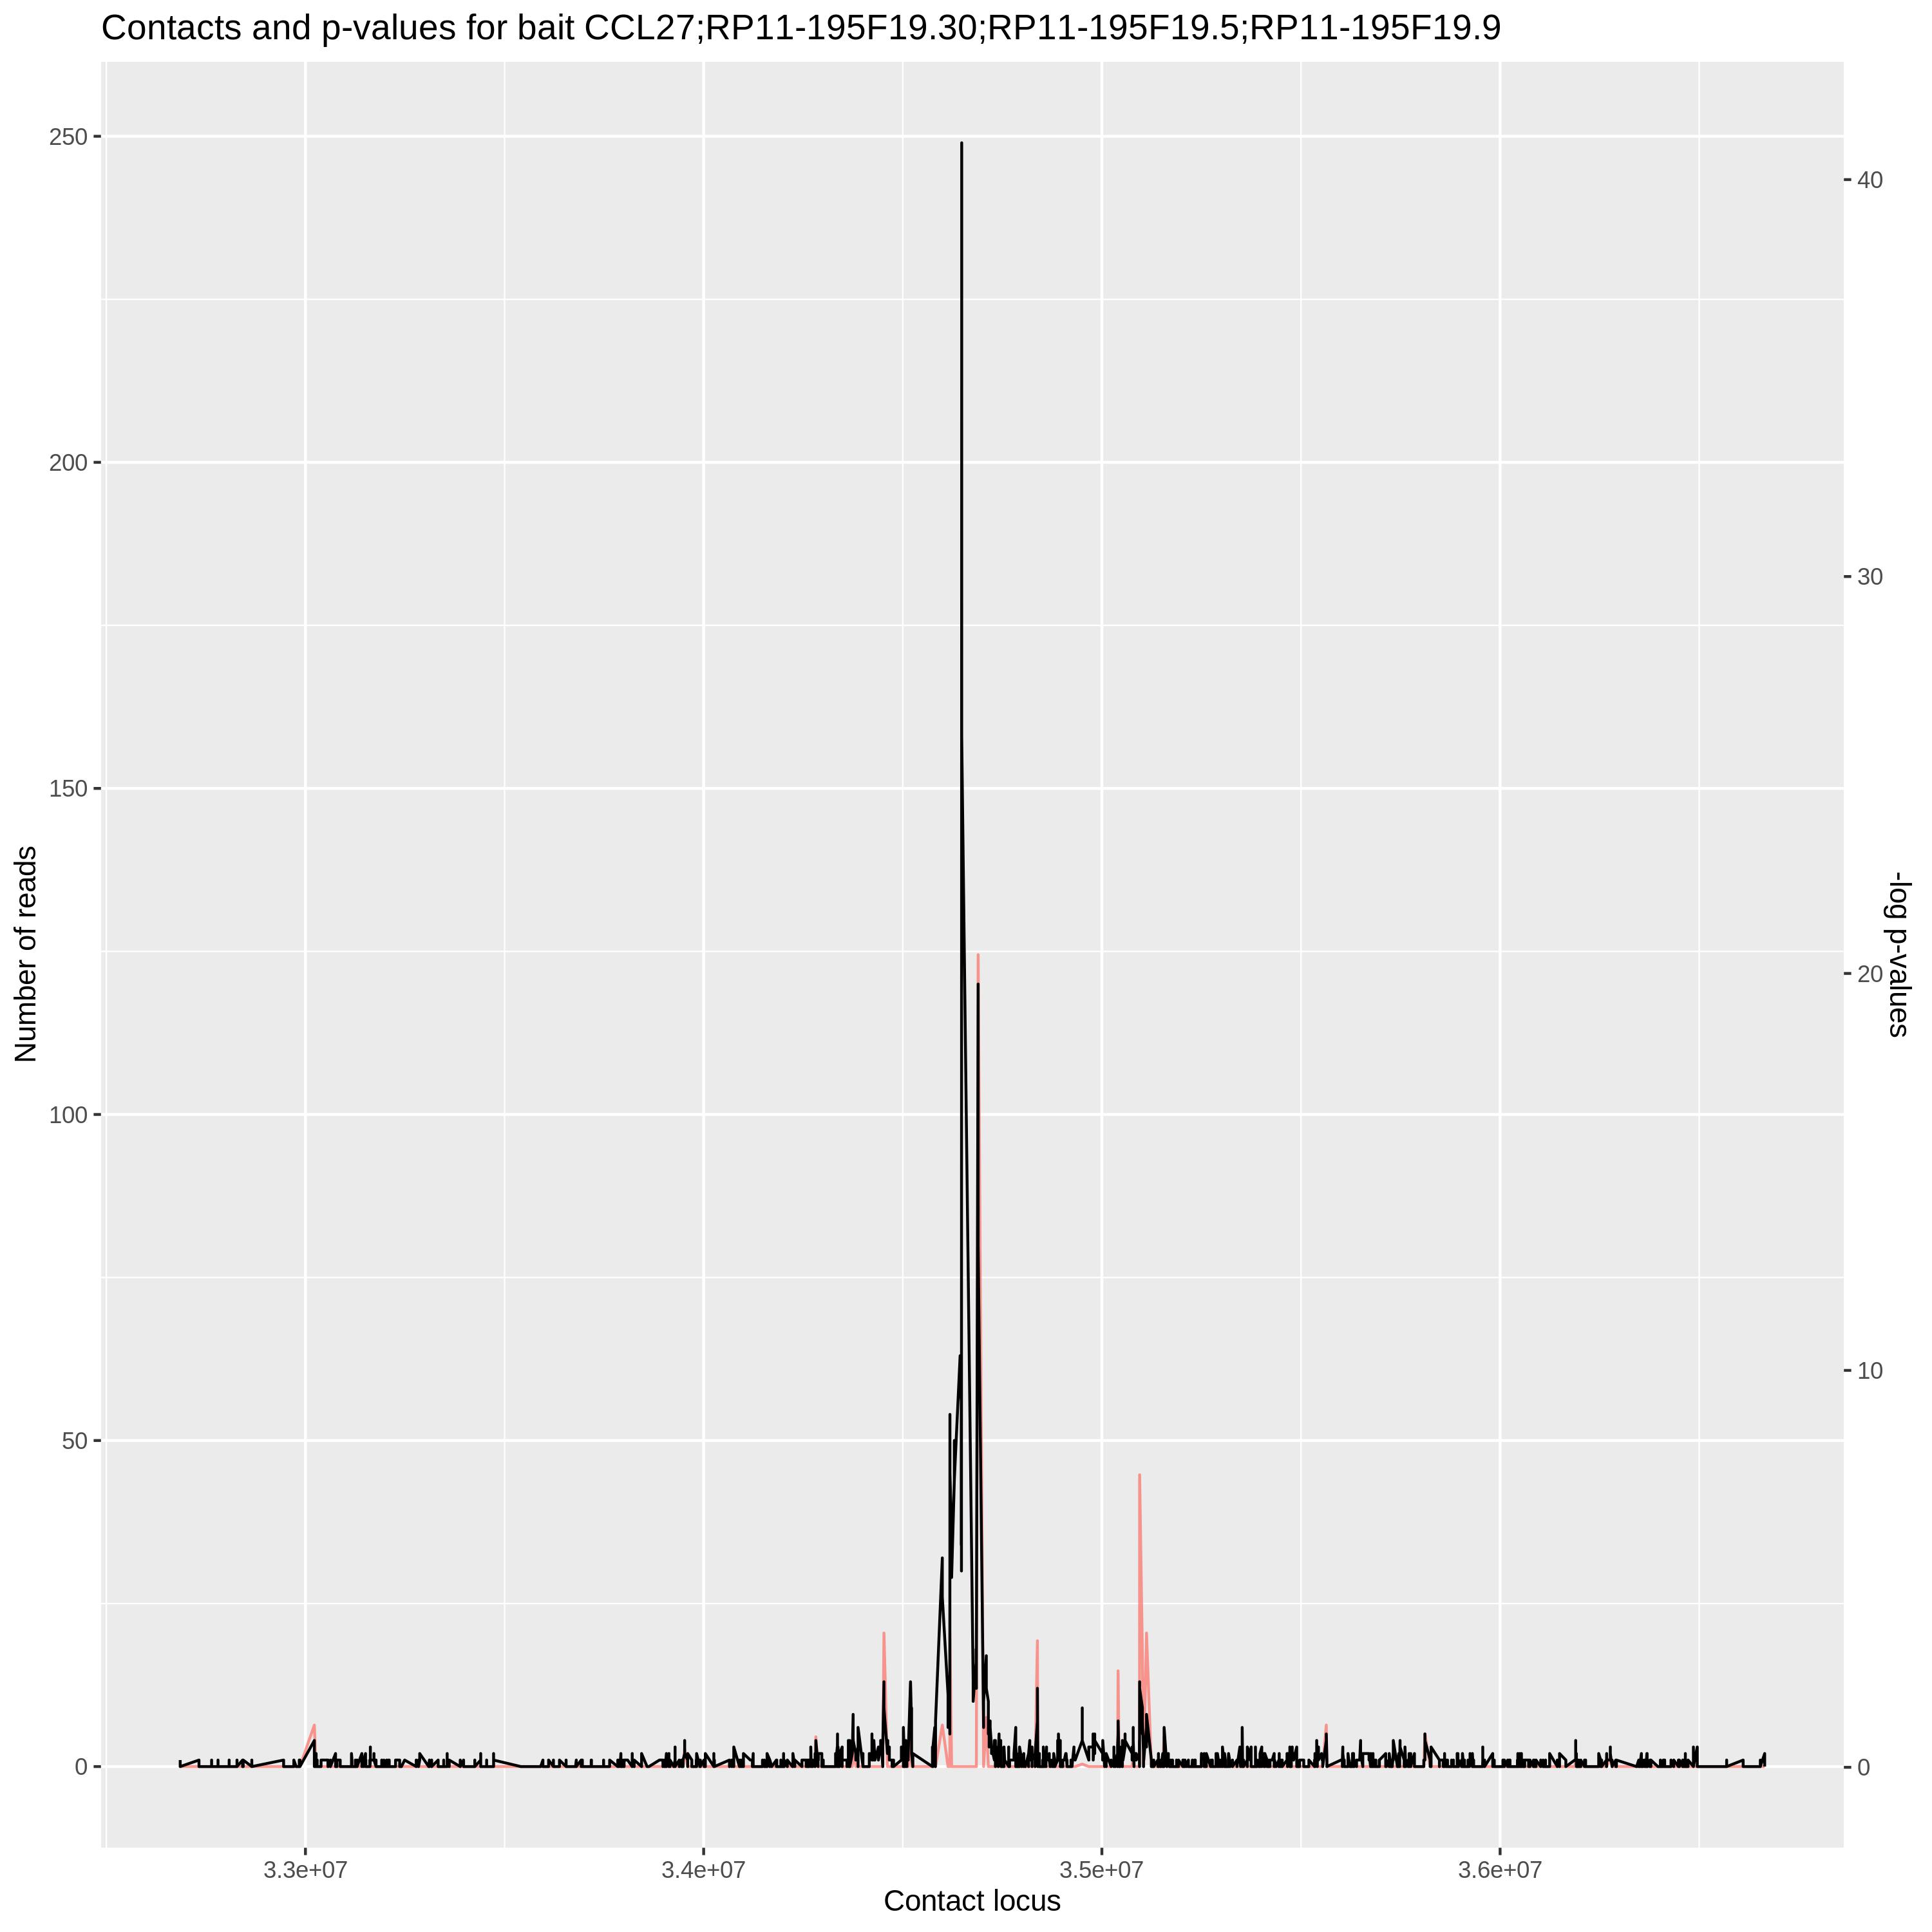 Contacts and p-values for bait CCL27;RP11-195F19.30;RP11-195F19.5;RP11-195F19.9
250
200
150
100
50
0
Number of reads
40
30
20
10
0
-log p-values
3.3e+07 3.4e+07 3.5e+07 3.6e+07
Contact locus